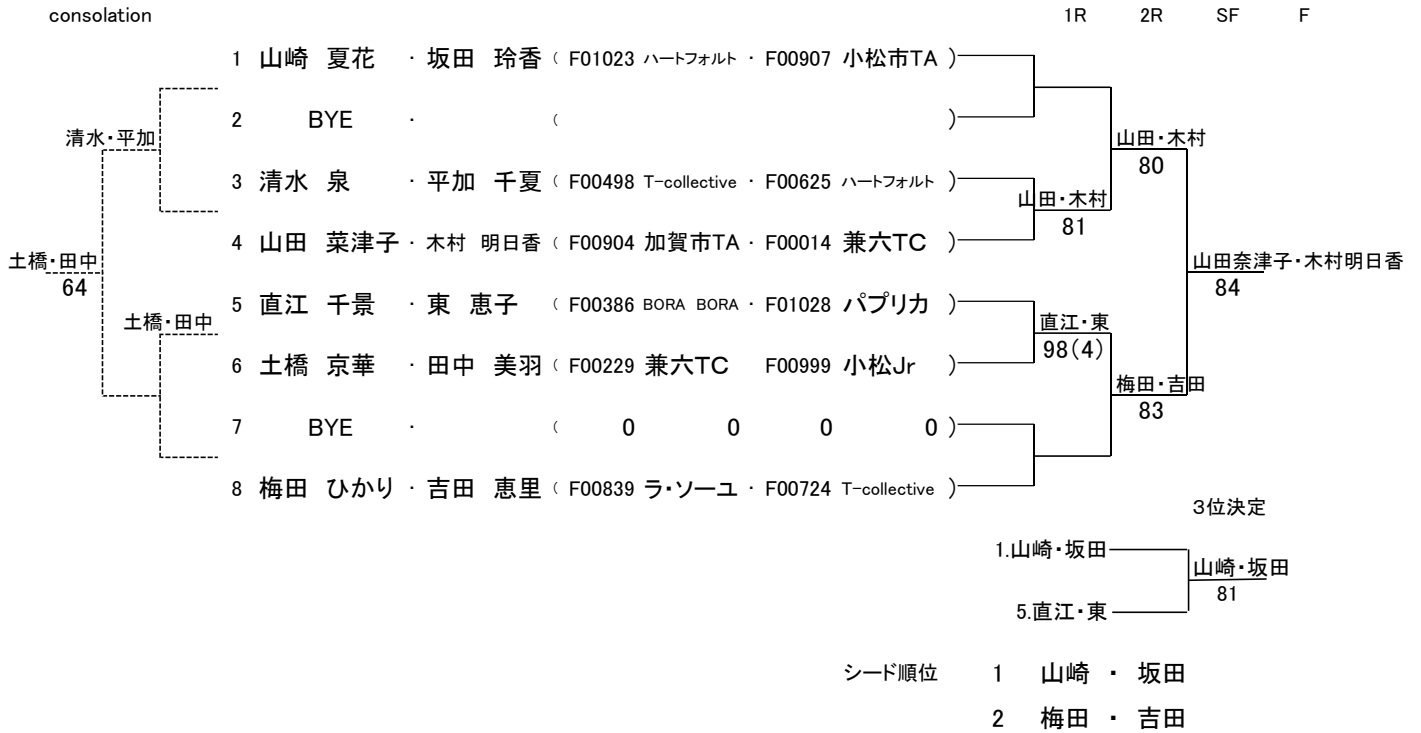 consolation 1R 2R SF F
1 山崎 夏花 ・ 坂田 玲香 ( F01023 ハートフォルト ・ F00907 小松市TA )
2 BYE ・ ( )
清水・平加 山田・木村
80
3 清水 泉 ・ 平加 千夏 ( F00498 T-collective ・ F00625 ハートフォルト )
山田・木村
81
4 山田 菜津子 ・ 木村 明日香 ( F00904 加賀市TA ・ F00014 兼六TC )
土橋・田中 山田奈津子・木村明日香
64 84
5 直江 千景 ・ 東 恵子 ( F00386 BORA BORA ・ F01028 パプリカ )
土橋・田中 直江・東
98(4)
6 土橋 京華 ・ 田中 美羽 ( F00229 兼六TC F00999 小松Jr )
梅田・吉田
83
7 BYE ・ ( 0 0 0 0 )
8 梅田 ひかり ・ 吉田 恵里 ( F00839 ラ・ソーユ ・ F00724 T-collective )
3位決定
1.山崎・坂田
山崎・坂田
81
5.直江・東
シード順位 1 山崎 ・ 坂田
2 梅田 ・ 吉田